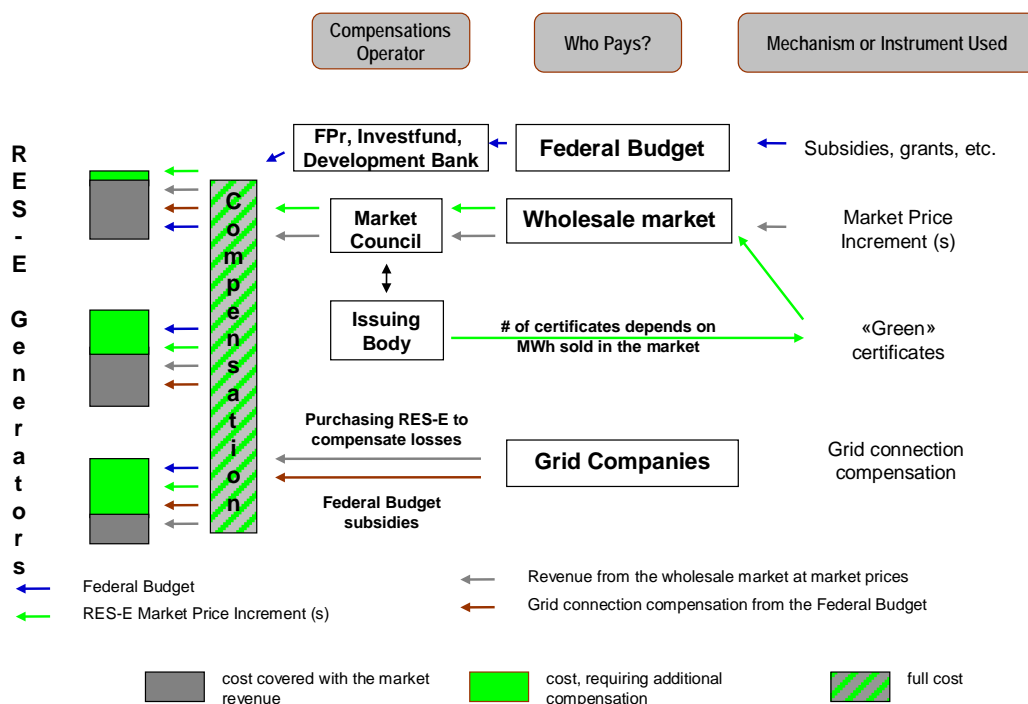 Compensations
Operator
Who Pays?
Mechanism or Instrument Used
RES-E Generators
Compensation
FPr, Investfund,
Development Bank
Federal Budget
Subsidies, grants, etc.
Market
Council
Wholesale market
Market Price
Increment (s)
Issuing
Body
# of certificates depends on
MWh sold in the market
«Green»
certificates
Purchasing RES-E to
compensate losses
Grid Companies
Grid connection
compensation
Federal Budget
subsidies
Federal Budget
Revenue from the wholesale market at market prices
RES-E Market Price Increment (s)
Grid connection compensation from the Federal Budget
cost covered with the market
revenue
cost, requiring additional
compensation
full cost